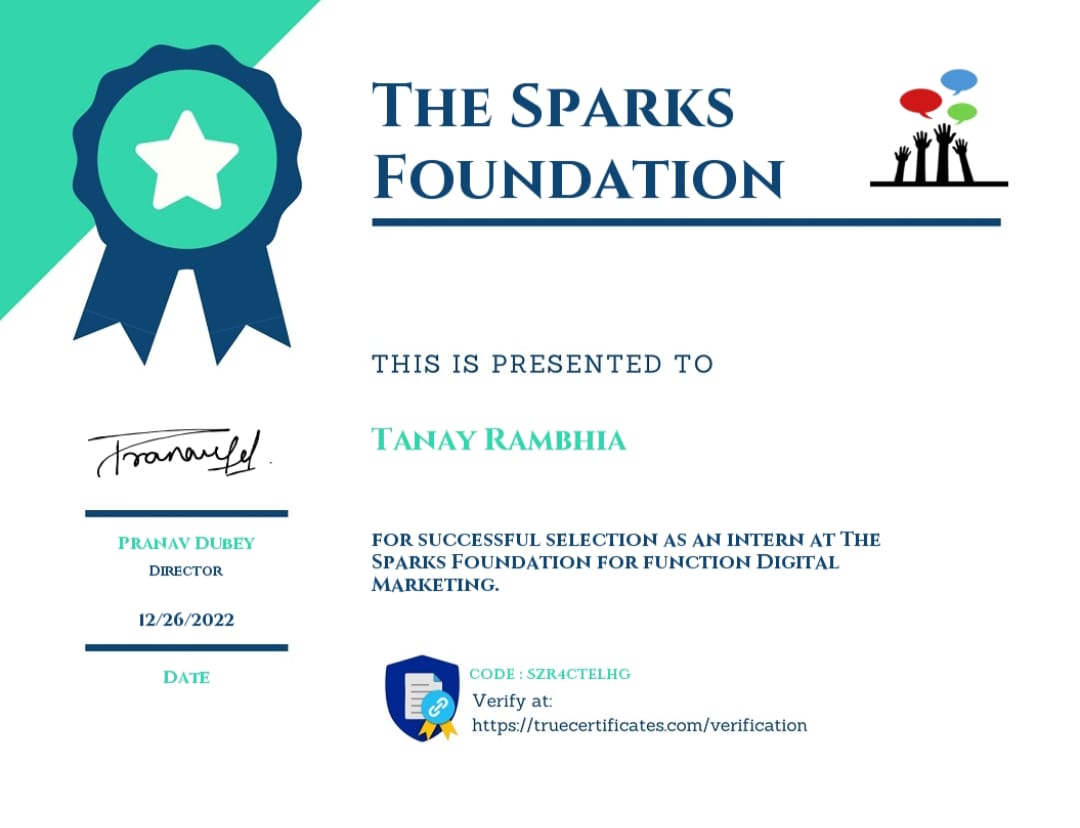 The Sparks
Foundation
THIS IS PRESENTED TO
Tanay Rambhia
for successful selection as an intern at The
Sparks Foundation for function Digital
Marketing.
Pranav Dubey
Director
12/26/2022
Date
CODE : SZR4CTELHG
Verify at:
https://truecertificates.com/verification